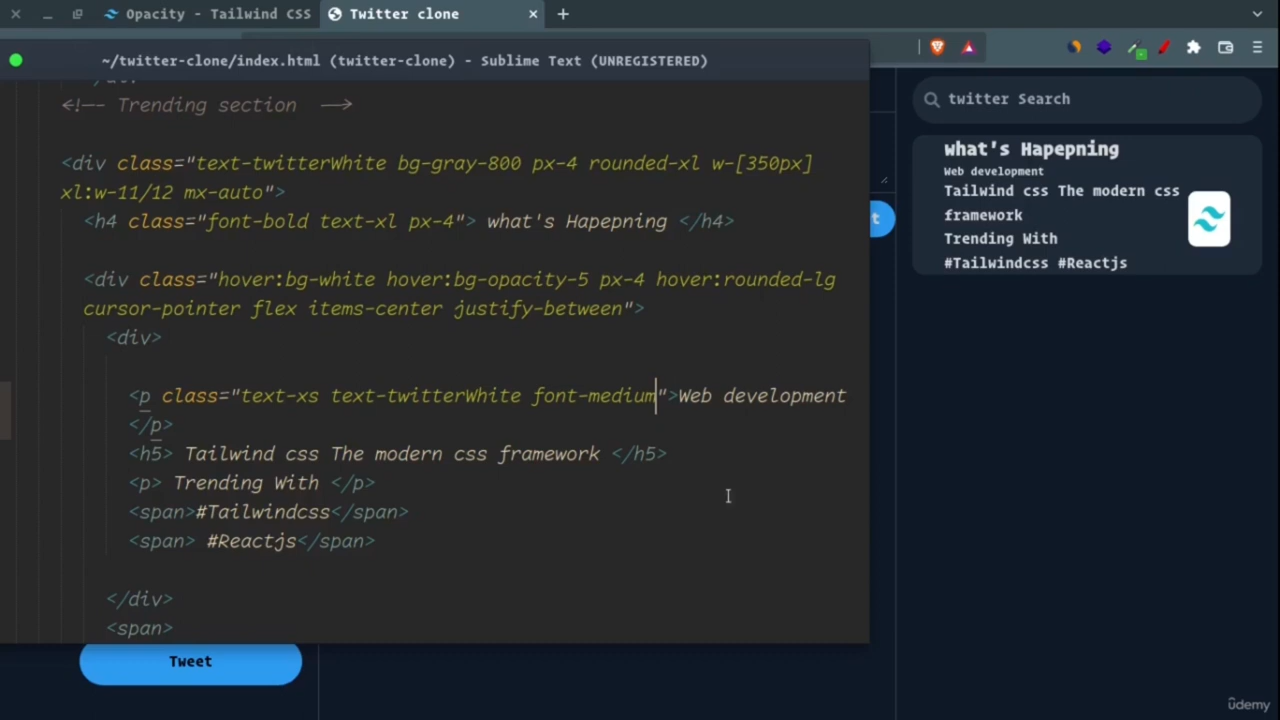 Opacity - Tailwind CSS
Twitter clone
~/twitter-clone/index.html (twitter-clone) - Sublime Text (UNREGISTERED)
<!-- Trending section -->
<div class="text-twitterWhite bg-gray-800 px-4 rounded-xl w-[350px]
xl:w-11/12 mx-auto">
<h4 class="font-bold text-xl px-4"> what's Hapepning </h4>
<div class="hover:bg-white hover:bg-opacity-5 px-4 hover:rounded-lg
cursor-pointer flex items-center justify-between">
<div>
<p class="text-xs text-twitterWhite font-medium">Web development
</p>
<h5> Tailwind css The modern css framework </h5>
<p> Trending With </p>
<span>#Tailwindcss</span>
<span> #Reactjs</span>
</div>
<span>
Tweet
twitter Search
what's Hapepning
Web development
Tailwind css The modern css
framework
Trending With
#Tailwindcss #Reactjs
t
ûdemy